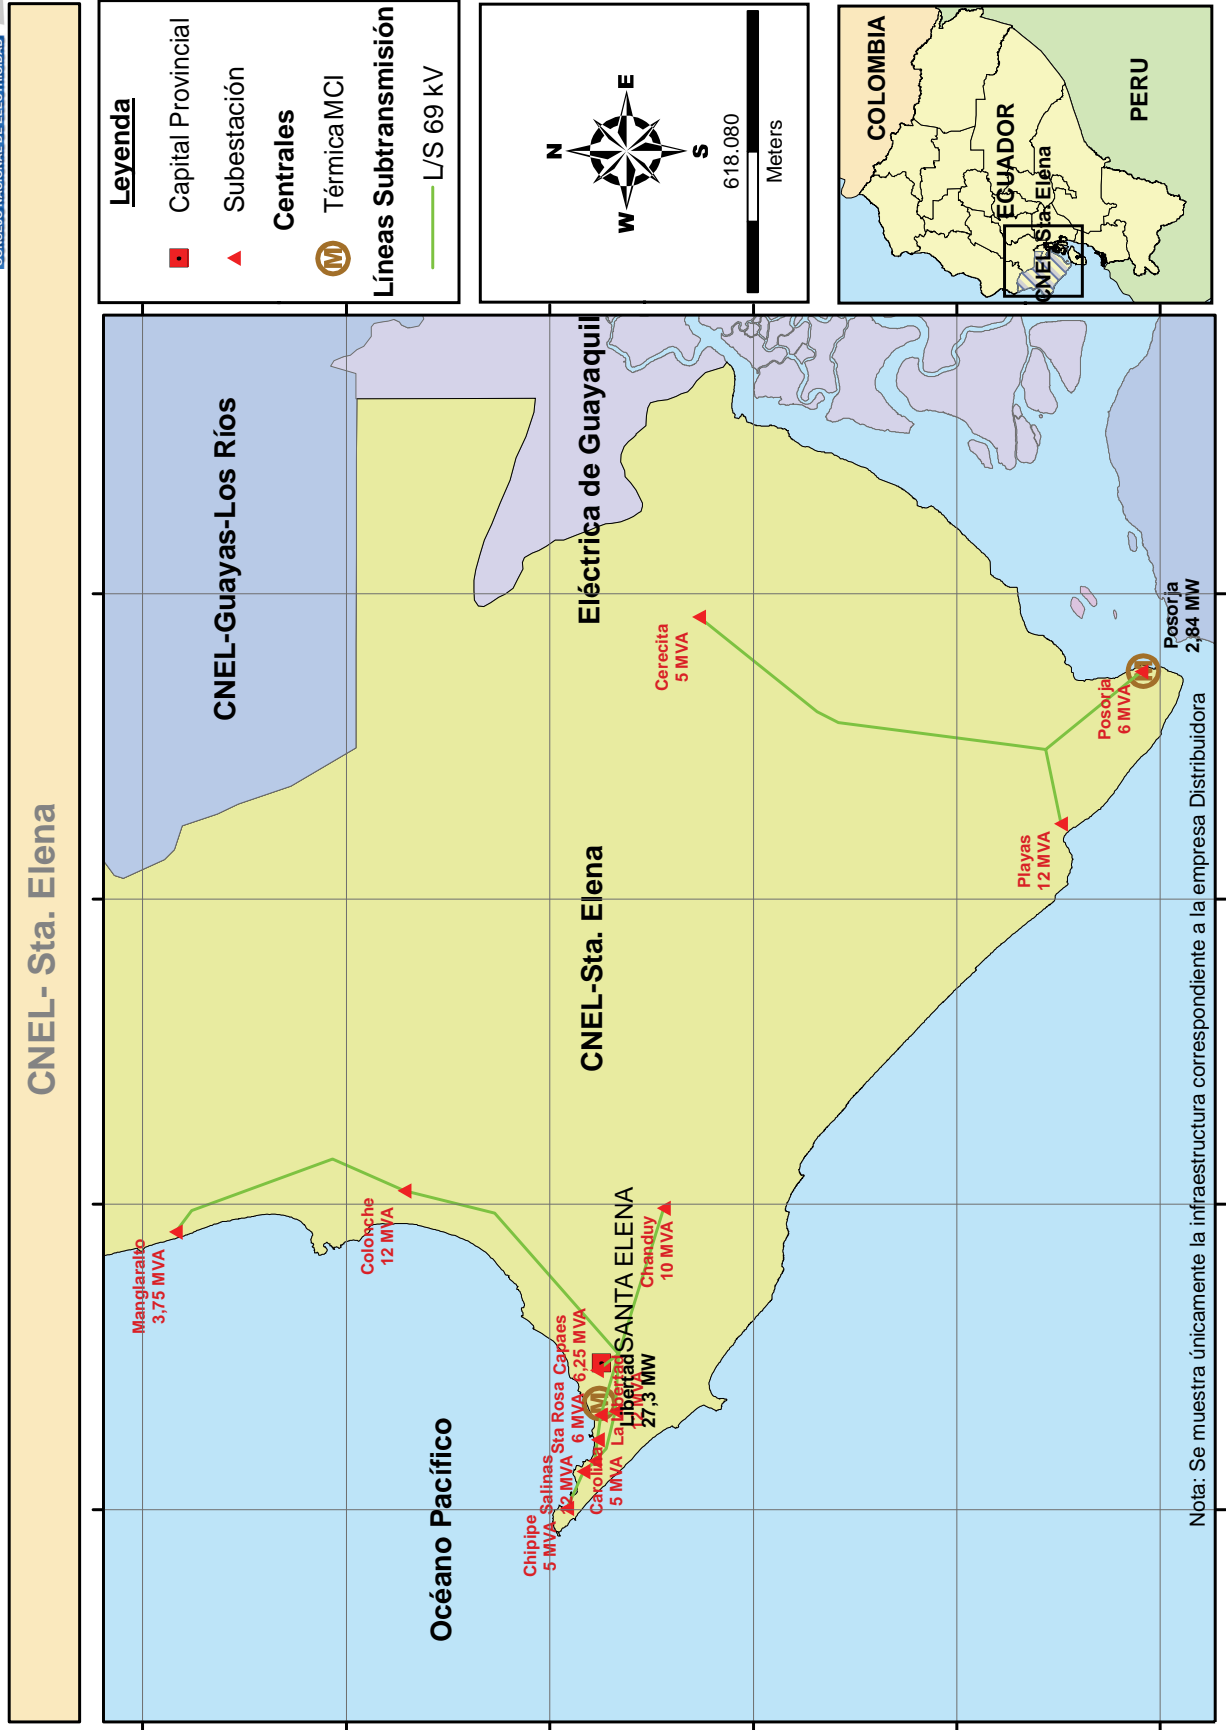 CNEL- Sta. Elena
Leyenda
Capital Provincial
Subestación
Centrales
M
Térmica MCI
Líneas Subtransmisión
L/S 69 kV
N
W
E
S
618.080
Meters
COLOMBIA
ECUADOR
CNEL-Sta. Elena
PERU
CNEL-Guayas-Los Ríos
Eléctrica de Guayaquil
CNEL-Sta. Elena
Océano Pacífico
Manglaralto
3,75 MVA
Colonche
12 MVA
Chanduy
10 MVA
SANTA ELENA
Capaes
6,25 MVA
Sta Rosa
6 MVA
Salinas
12 MVA
Chipipe
5 MVA
Carolina
5 MVA
La Libertad
12 MVA
M
Libertad
27,3 MW
Cerecita
5 MVA
Playas
12 MVA
Posorja
6 MVA
M
Posorja
2,84 MW
Nota: Se muestra únicamente la infraestructura correspondiente a la empresa Distribuidora